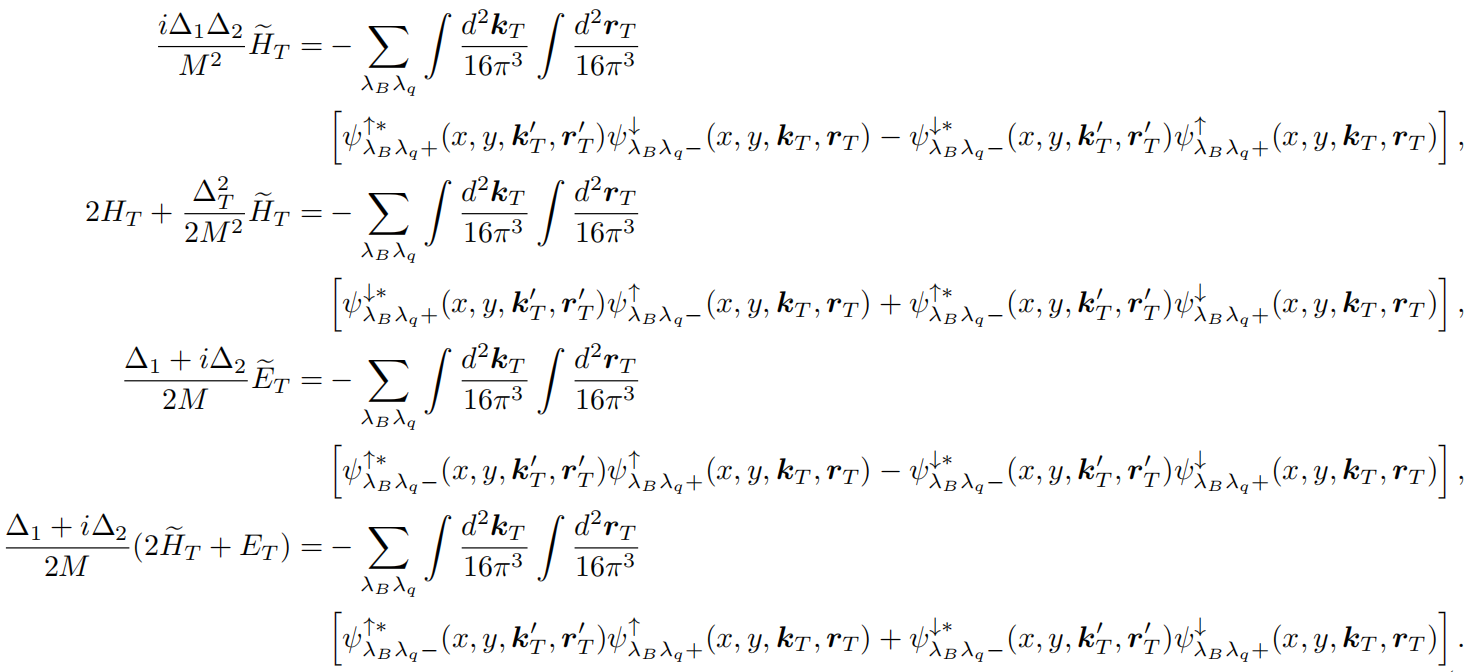 \frac{i\Delta_1\Delta_2}{M^2}\widetilde{H}_T = -\sum_{\lambda_B\lambda_q}\int\frac{d^2\boldsymbol{k}_T}{16\pi^3}\int\frac{d^2\boldsymbol{r}_T}{16\pi^3}
\left[\psi^{\uparrow*}_{\lambda_B\lambda_q+}(x,y,\boldsymbol{k}'_T,\boldsymbol{r}'_T)\psi^{\downarrow}_{\lambda_B\lambda_q-}(x,y,\boldsymbol{k}_T,\boldsymbol{r}_T)-\psi^{\downarrow*}_{\lambda_B\lambda_q-}(x,y,\boldsymbol{k}'_T,\boldsymbol{r}'_T)\psi^{\uparrow}_{\lambda_B\lambda_q+}(x,y,\boldsymbol{k}_T,\boldsymbol{r}_T)\right],
2H_T+\frac{\Delta_T^2}{2M^2}\widetilde{H}_T = -\sum_{\lambda_B\lambda_q}\int\frac{d^2\boldsymbol{k}_T}{16\pi^3}\int\frac{d^2\boldsymbol{r}_T}{16\pi^3}
\left[\psi^{\downarrow*}_{\lambda_B\lambda_q+}(x,y,\boldsymbol{k}'_T,\boldsymbol{r}'_T)\psi^{\uparrow}_{\lambda_B\lambda_q-}(x,y,\boldsymbol{k}_T,\boldsymbol{r}_T)+\psi^{\uparrow*}_{\lambda_B\lambda_q-}(x,y,\boldsymbol{k}'_T,\boldsymbol{r}'_T)\psi^{\downarrow}_{\lambda_B\lambda_q+}(x,y,\boldsymbol{k}_T,\boldsymbol{r}_T)\right],
\frac{\Delta_1+i\Delta_2}{2M}\widetilde{E}_T = -\sum_{\lambda_B\lambda_q}\int\frac{d^2\boldsymbol{k}_T}{16\pi^3}\int\frac{d^2\boldsymbol{r}_T}{16\pi^3}
\left[\psi^{\uparrow*}_{\lambda_B\lambda_q-}(x,y,\boldsymbol{k}'_T,\boldsymbol{r}'_T)\psi^{\uparrow}_{\lambda_B\lambda_q+}(x,y,\boldsymbol{k}_T,\boldsymbol{r}_T)-\psi^{\downarrow*}_{\lambda_B\lambda_q-}(x,y,\boldsymbol{k}'_T,\boldsymbol{r}'_T)\psi^{\downarrow}_{\lambda_B\lambda_q+}(x,y,\boldsymbol{k}_T,\boldsymbol{r}_T)\right],
\frac{\Delta_1+i\Delta_2}{2M}(2\widetilde{H}_T+E_T) = -\sum_{\lambda_B\lambda_q}\int\frac{d^2\boldsymbol{k}_T}{16\pi^3}\int\frac{d^2\boldsymbol{r}_T}{16\pi^3}
\left[\psi^{\uparrow*}_{\lambda_B\lambda_q-}(x,y,\boldsymbol{k}'_T,\boldsymbol{r}'_T)\psi^{\uparrow}_{\lambda_B\lambda_q+}(x,y,\boldsymbol{k}_T,\boldsymbol{r}_T)+\psi^{\downarrow*}_{\lambda_B\lambda_q-}(x,y,\boldsymbol{k}'_T,\boldsymbol{r}'_T)\psi^{\downarrow}_{\lambda_B\lambda_q+}(x,y,\boldsymbol{k}_T,\boldsymbol{r}_T)\right].